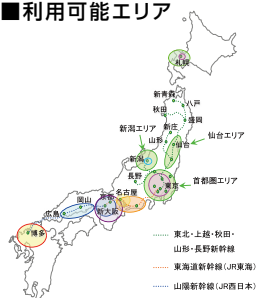 ■利用可能エリア
札幌
新青森
八戸
秋田
盛岡
新庄
新潟エリア
山形
仙台
仙台エリア
新潟
長野
首都圏エリア
東京
名古屋
京都
岡山
新大阪
広島
博多
東北・上越・秋田・
山形・長野新幹線
東海道新幹線(JR東海)
山陽新幹線(JR西日本)